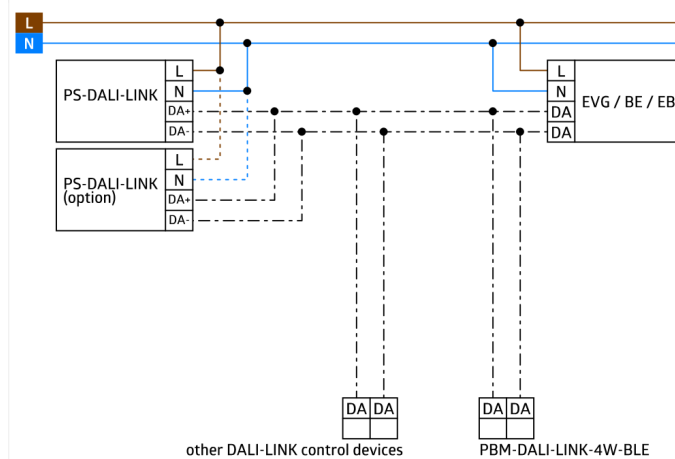 L
N
PS-DALI-LINK
L
N
DA+
DA-
EVG / BE / EB
L
N
DA
DA
PS-DALI-LINK
(option)
L
N
DA+
DA-
DA DA
DA DA
other DALI-LINK control devices
PBM-DALI-LINK-4W-BLE